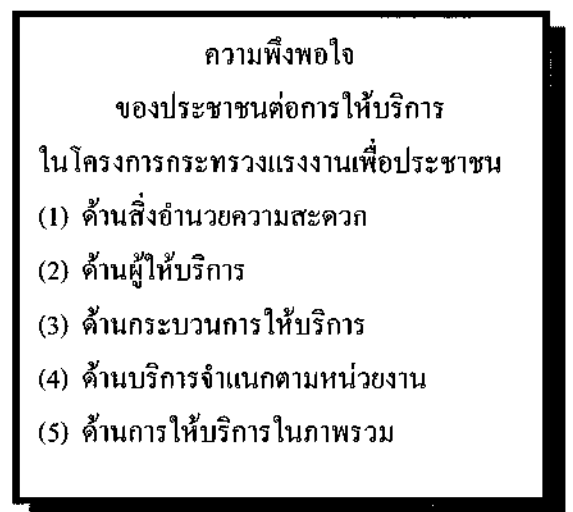 ความพึงพอใจ
ของประชาชนต่อการให้บริการ
ในโครงการกระทรวงแรงงานเพื่อประชาชน
(1) ด้านสิ่งอำนวยความสะดวก
(2) ด้านผู้ให้บริการ
(3) ด้านกระบวนการให้บริการ
(4) ด้านบริการจำแนกตามหน่วยงาน
(5) ด้านการให้บริการในภาพรวม